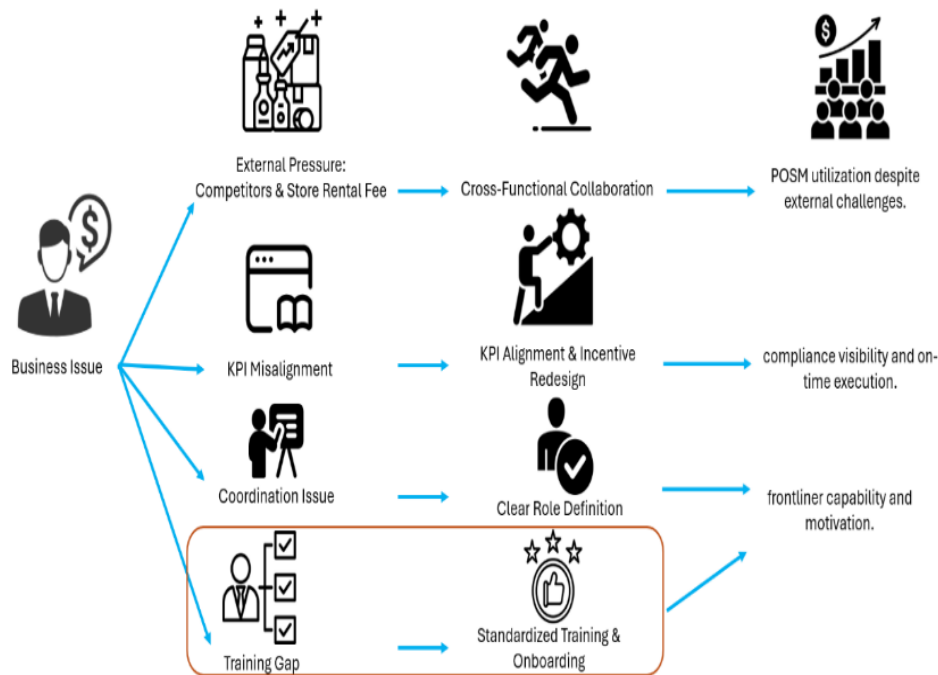 External Pressure:
Competitors & Store Rental Fee
Cross-Functional Collaboration
POSM utilization despite
external challenges.
Business Issue
KPI Misalignment
KPI Alignment & Incentive
Redesign
compliance visibility and on-
time execution.
Coordination Issue
Clear Role Definition
frontliner capability and
motivation.
Training Gap
Standardized Training &
Onboarding